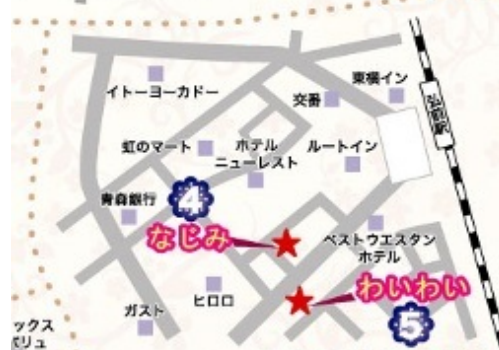 東横イン
イトーヨーカドー
交番
虹のマート
ホテル
ニューレスト
ルートイン
青森銀行
4
なじみ
ベストウエスタン
ホテル
ヒロロ
わいわい
ガスト
5
ックス
バリュ